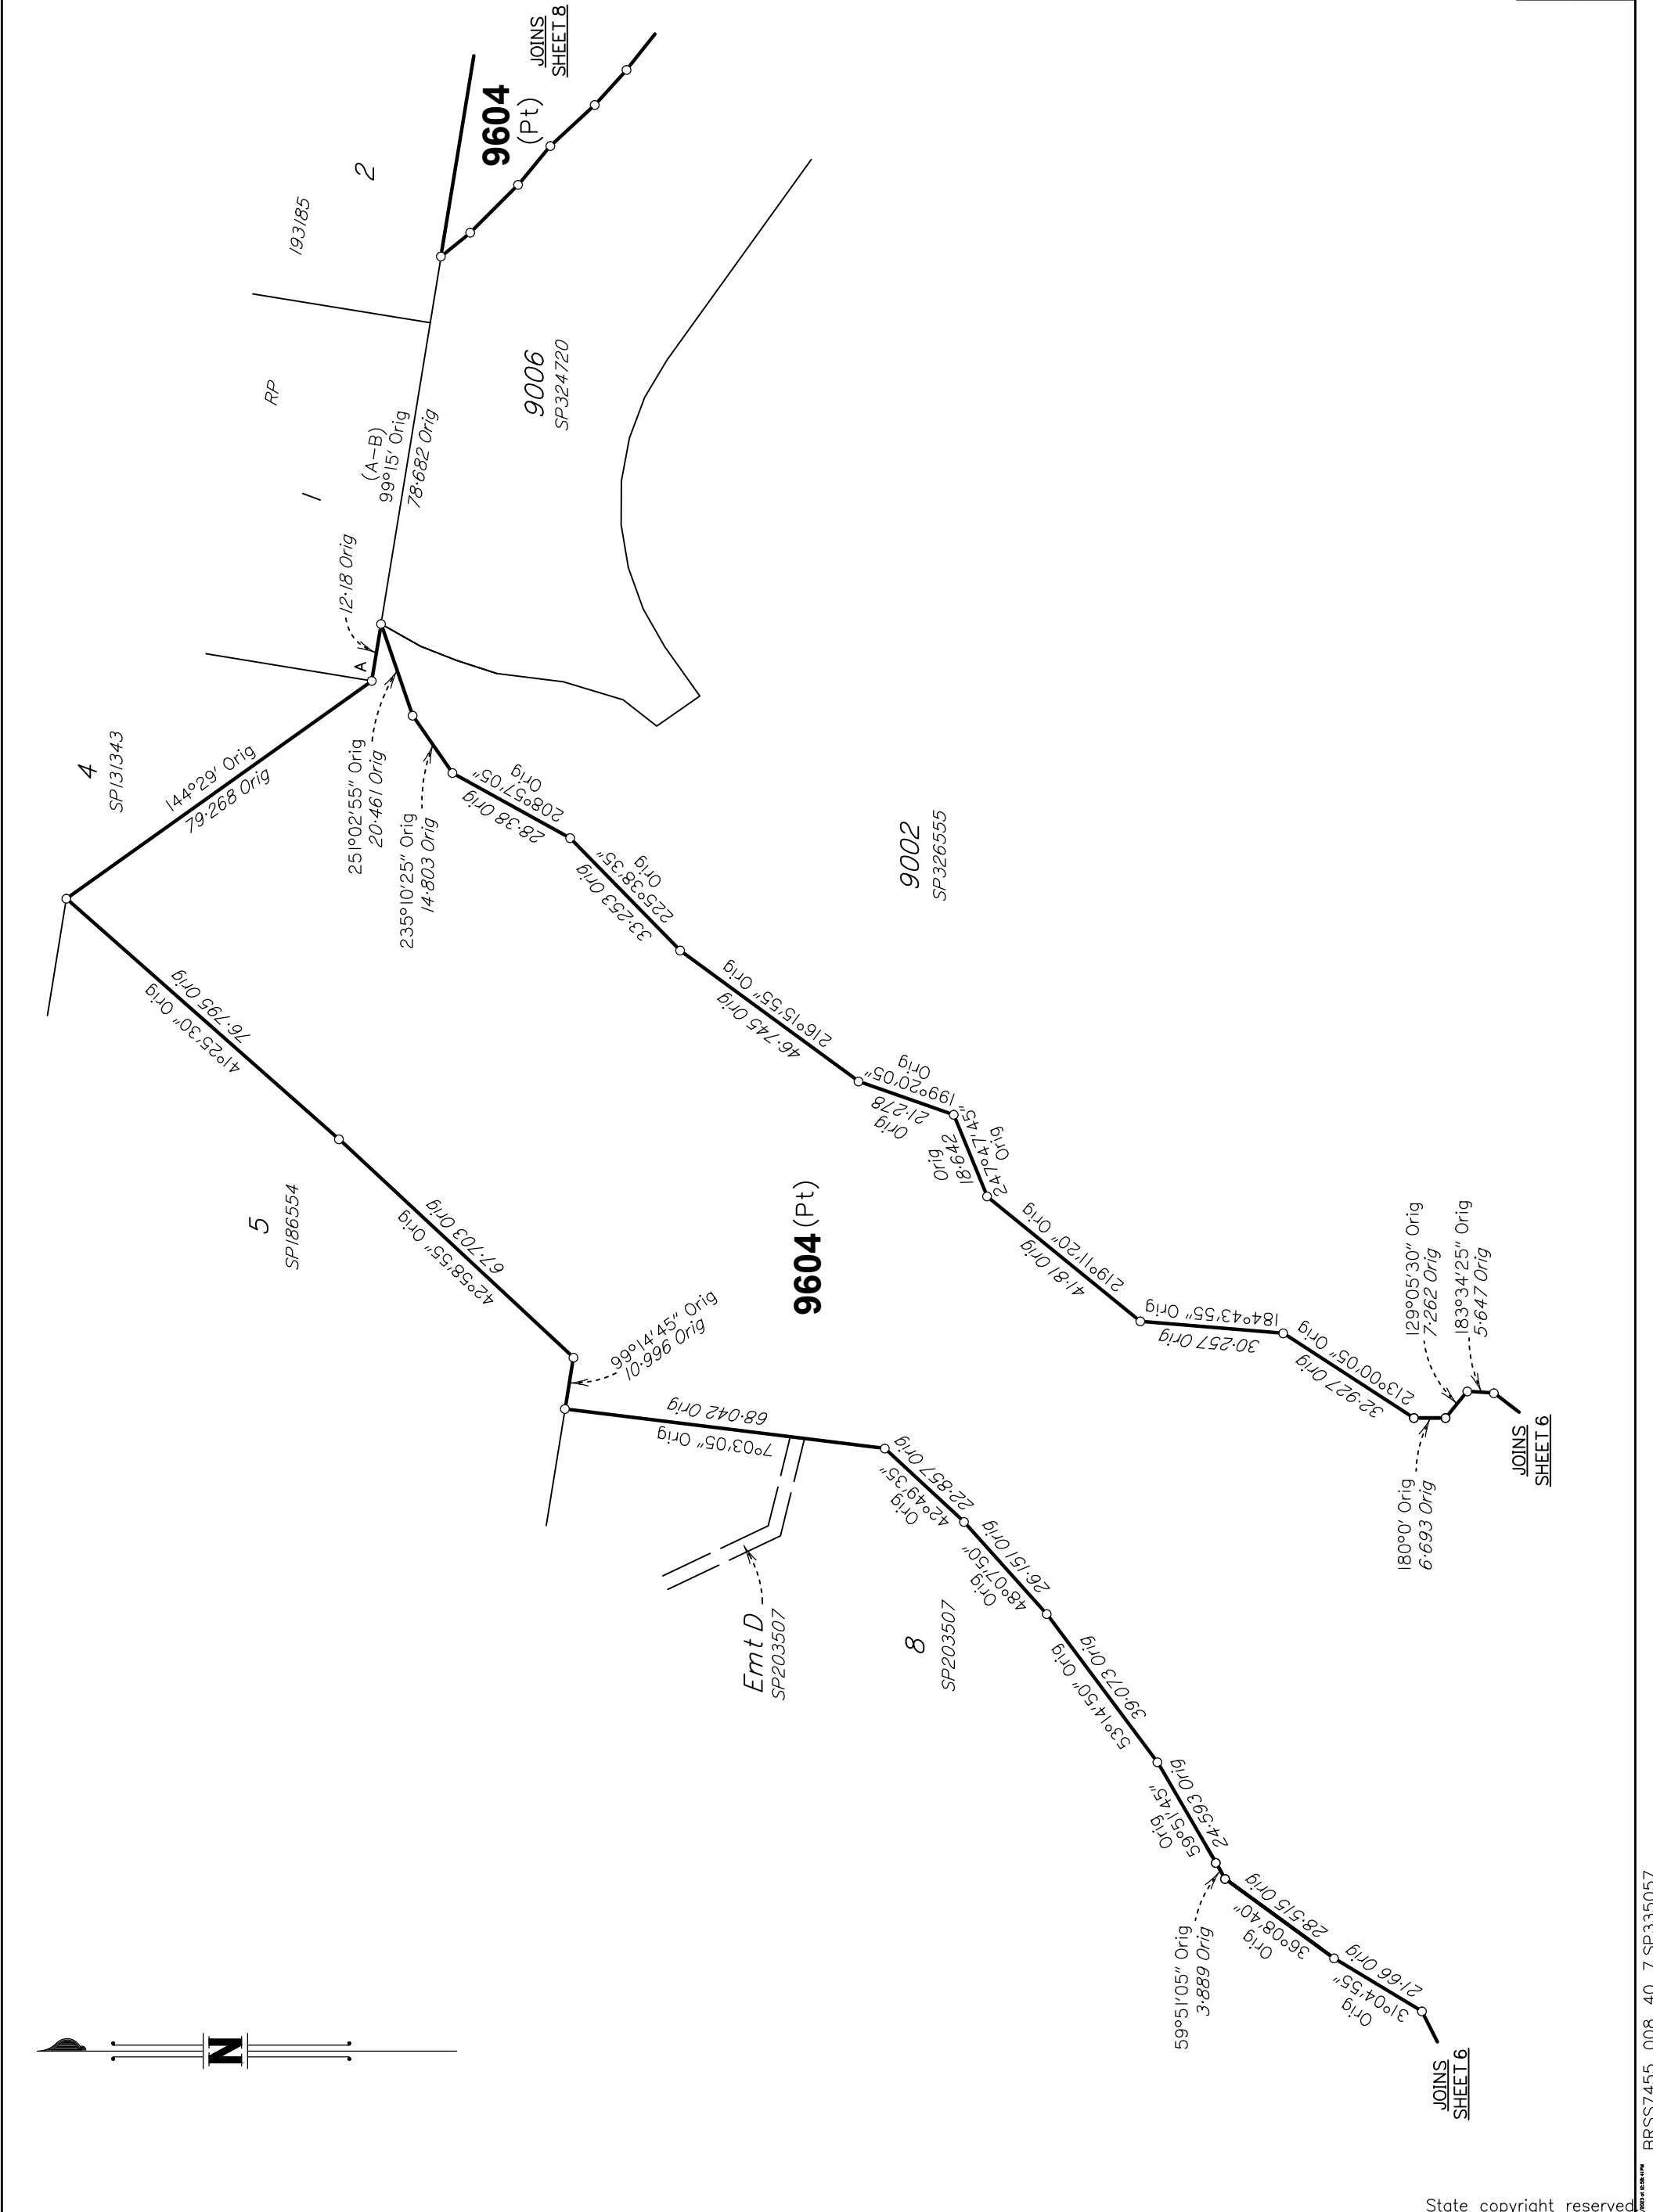 JOINS
SHEET 8
9604
(Pt)
2
193185
RP
1
9006
SP324720
(A-B)
99°15' Orig
78·682 Orig
12·18 Orig
A
4
SP131343
144°29' Orig
79·268 Orig
251°02'55" Orig
20·461 Orig
235°10'25" Orig
14·803 Orig
28·38 Orig
208°57'05"
Orig
33·253 Orig
225°38'35"
Orig
46·745 Orig
216°15'55" Orig
21·278
Orig
199°20'05"
Orig
18·642
Orig
247°47'45"
Orig
41·81 Orig
219°11'20" Orig
30·257 Orig
184°43'55" Orig
32·927 Orig
213°00'05" Orig
180°0' Orig
6·693 Orig
129°05'30" Orig
7·262 Orig
183°34'25" Orig
5·647 Orig
JOINS
SHEET 6
9002
SP326555
41°25'30" Orig
76·795 Orig
5
SP186554
42°58'55" Orig
67·703 Orig
9604 (Pt)
99°14'45" Orig
10·996 Orig
7°03'05" Orig
68·042 Orig
Emt D
SP203507
8
SP203507
42°49'35"
Orig
22·857 Orig
48°07'50"
Orig
26·151 Orig
53°14'50" Orig
39·073 Orig
59°51'45"
Orig
24·593 Orig
59°51'05" Orig
3·889 Orig
36°08'40"
Orig
28·515 Orig
31°04'55"
Orig
21·66 Orig
JOINS
SHEET 6
N
State copyright reserved
BRSS7455_008_40_7 SP335057